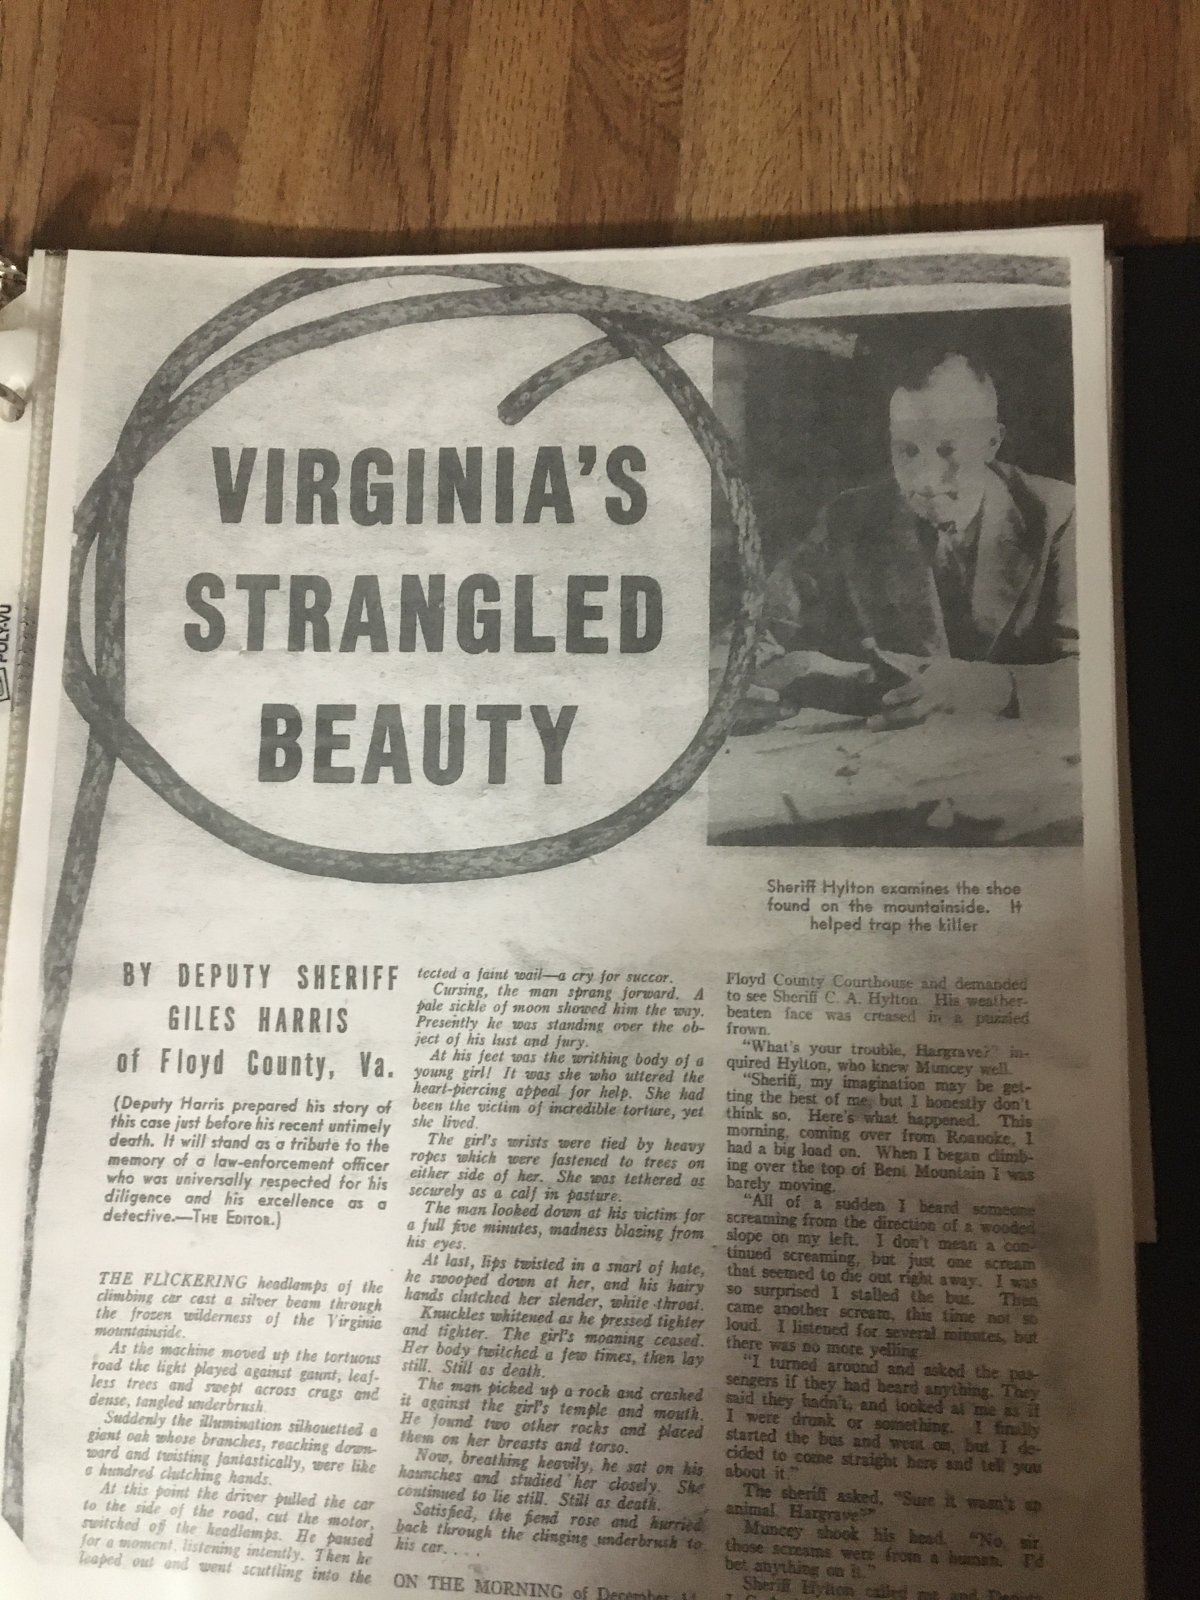 VIRGINIA'S
STRANGLED
BEAUTY
Sheriff Hylton examines the shoe
found on the mountainside. It
helped trap the killer
BY DEPUTY SHERIFF
GILES HARRIS
of Floyd County, Va.
(Deputy Harris prepared his story of
this case just before his recent untimely
death. It will stand as a tribute to the
memory of a law-enforcement officer
who was universally respected for his
diligence and his excellence as a
detective.—THE EDITOR.)
THE FLICKERING headlamps of the
climbing car cast a silver beam through
the frozen wilderness of the Virginia
mountainside.
As the machine moved up the tortuous
road the light played against gaunt, leaf-
less trees and swept across crags and
dense, tangled underbrush.
Suddenly the illumination silhouetted a
giant oak whose branches, reaching down-
ward and twisting fantastically, were like
a hundred clutching hands.
At this point the driver pulled the car
to the side of the road, cut the motor,
switched off the headlamps. He paused
for a moment, listening intently. Then he
leaped out and went scuttling into the
tected a faint wail—a cry for succor.
Cursing, the man sprang forward. A
pale sickle of moon showed him the way.
Presently he was standing over the ob-
ject of his lust and fury.
At his feet was the writhing body of a
young girl! It was she who uttered the
heart-piercing appeal for help. She had
been the victim of incredible torture, yet
she lived.
The girl's wrists were tied by heavy
ropes which were fastened to trees on
either side of her. She was tethered as
securely as a calf in pasture.
The man looked down at his victim for
a full five minutes, madness blazing from
his eyes.
At last, lips twisted in a snarl of hate,
he swooped down at her, and his hairy
hands clutched her slender, white throat.
Knuckles whitened as he pressed tighter
and tighter. The girl's moaning ceased.
Her body twitched a few times, then lay
still. Still as death.
The man picked up a rock and crashed
it against the girl's temple and mouth.
He found two other rocks and placed
them on her breasts and torso.
Now, breathing heavily, he sat on his
haunches and studied her closely. She
continued to lie still. Still as death.
Satisfied, the fiend rose and hurried
back through the clinging underbrush to
his car. . . .
ON THE MORNING of December
Floyd County Courthouse and demanded
to see Sheriff C. A. Hylton. His weather-
beaten face was creased in a puzzled
frown.
"What's your trouble, Hargrave?" in-
quired Hylton, who knew Muncey well.
"Sheriff, my imagination may be get-
ting the best of me, but I honestly don't
think so. Here's what happened. This
morning, coming over from Roanoke, I
had a big load on. When I began climb-
ing over the top of Bent Mountain I was
barely moving.
"All of a sudden I heard someone
screaming from the direction of a wooded
slope on my left. I don't mean a con-
tinued screaming, but just one scream
that seemed to die out right away. I was
so surprised I stalled the bus. Then
came another scream, this time not so
loud. I listened for several minutes, but
there was no more yelling.
"I turned around and asked the pas-
sengers if they had heard anything. They
said they hadn't, and looked at me as if
I were drunk or something. I finally
started the bus and went on, but I de-
cided to come straight here and tell you
about it."
The sheriff asked, "Sure it wasn't an
animal, Hargrave?"
Muncey shook his head. "No, sir,
those screams were from a human. I'd
bet anything on it."
Sheriff Hylton called me and Deputy
POLY-VU